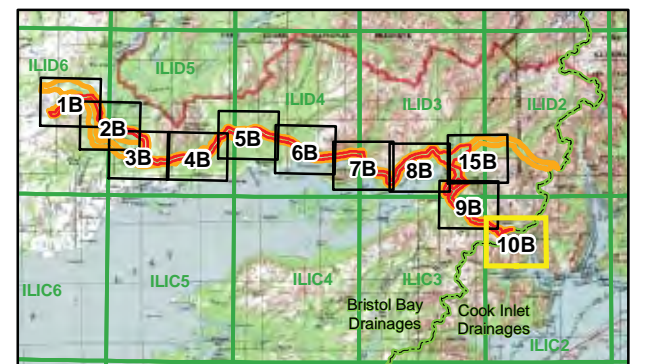 ILID6
ILID5
ILID4
ILID3
ILID2
1B
2B
3B
4B
5B
6B
7B
8B
15B
9B
10B
ILIC6
ILIC5
ILIC4
ILIC3
ILIC2
Bristol Bay
Drainages
Cook Inlet
Drainages